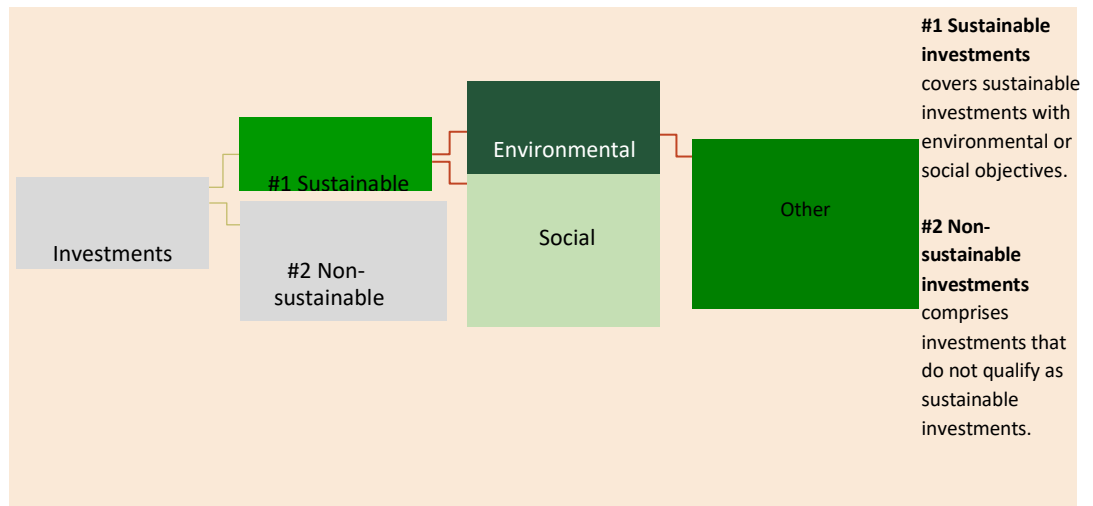 Investments
#1 Sustainable
#2 Non-
sustainable
Environmental
Social
Other
#1 Sustainable
investments
covers sustainable
investments with
environmental or
social objectives.
#2 Non-
sustainable
investments
comprises
investments that
do not qualify as
sustainable
investments.